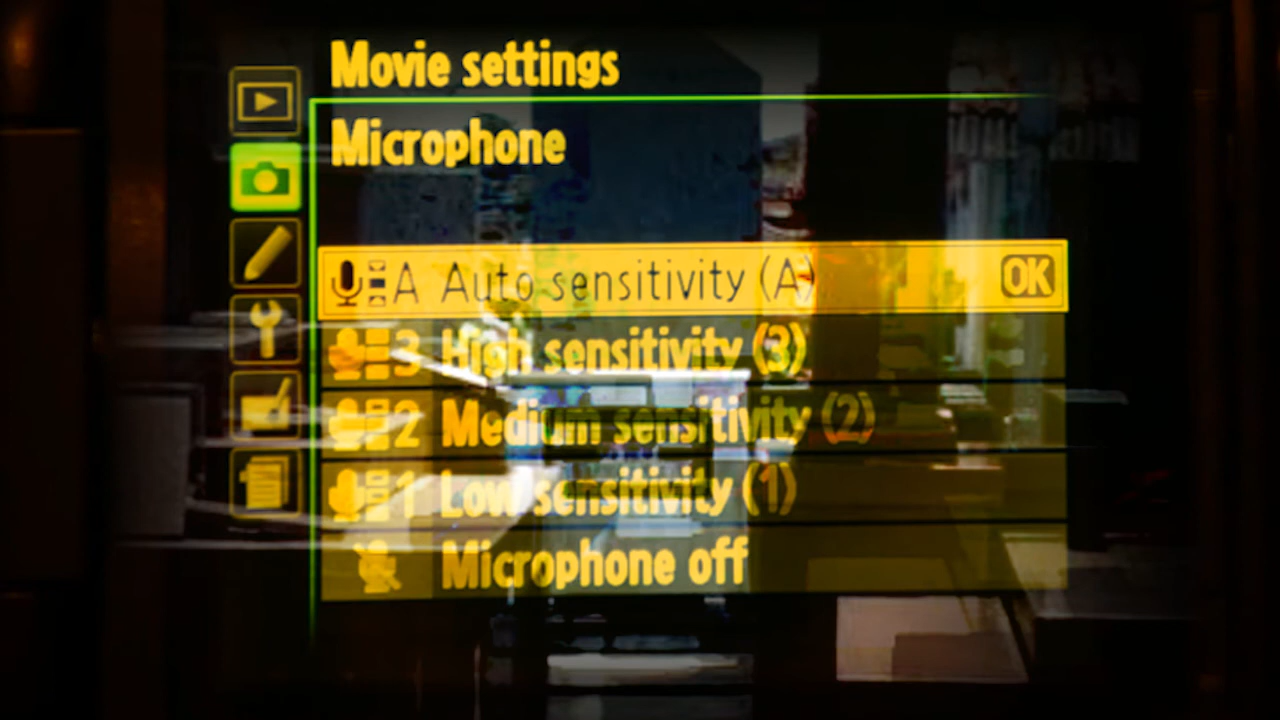 Movie settings
Microphone
A Auto sensitivity (A) OK
3 High sensitivity (3)
2 Medium sensitivity (2)
1 Low sensitivity (1)
Microphone off